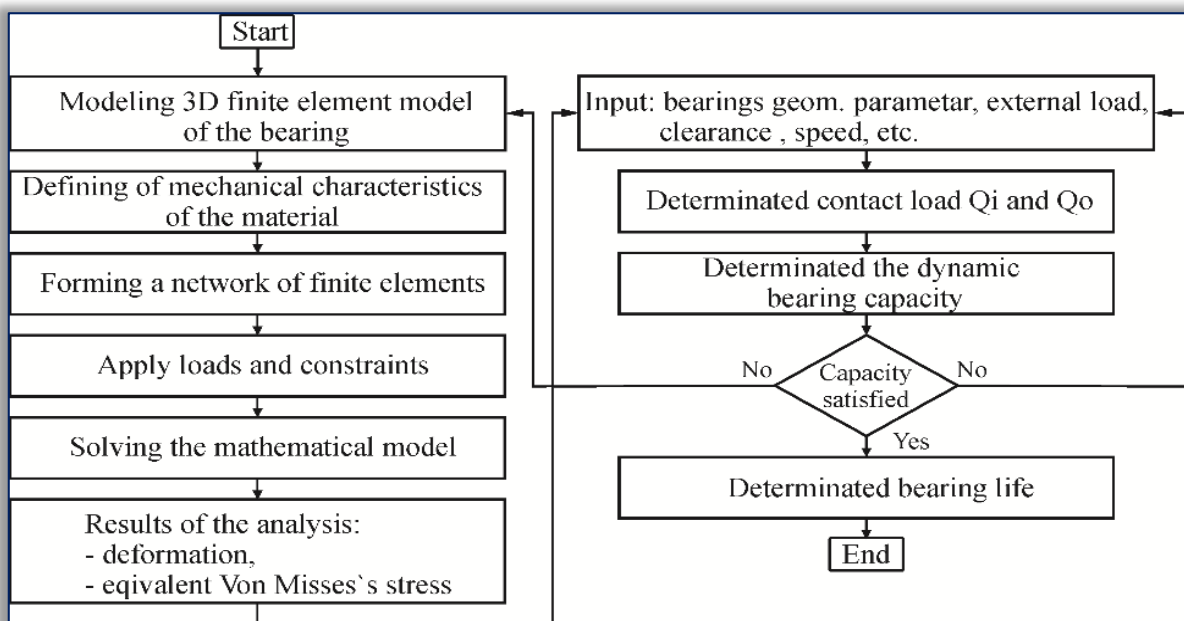 Start
Modeling 3D finite element model
of the bearing
Defining of mechanical characteristics
of the material
Forming a network of finite elements
Apply loads and constraints
Solving the mathematical model
Results of the analysis:
- deformation,
- eqivalent Von Misses`s stress
Input: bearings geom. parametar, external load,
clearance , speed, etc.
Determinated contact load Qi and Qo
Determinated the dynamic
bearing capacity
No
Capacity
satisfied
No
Yes
Determinated bearing life
End